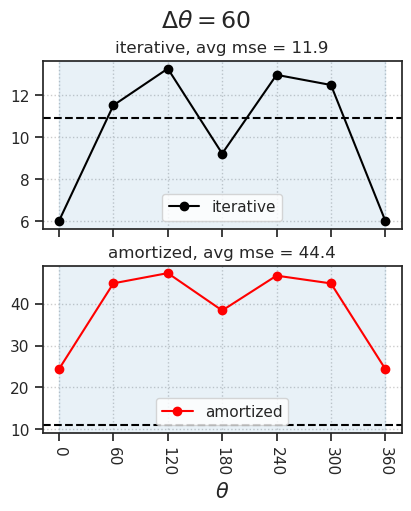 Δθ = 60
iterative, avg mse = 11.9
12
10
8
6
iterative
amortized, avg mse = 44.4
40
30
20
10
amortized
0 60 120 180 240 300 360
θ